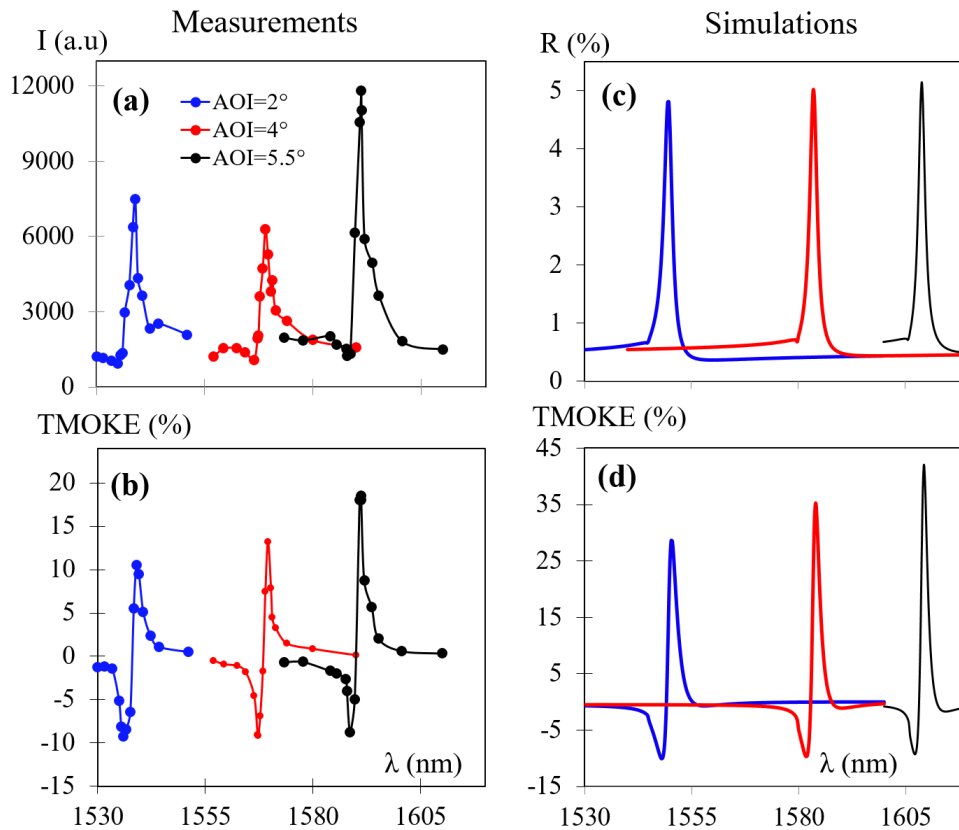 Measurements
Simulations
I (a.u)
R (%)
(a)
AOI=2°
AOI=4°
AOI=5.5°
12000
9000
6000
3000
0
(c)
5
4
3
2
1
0
TMOKE (%)
TMOKE (%)
(b)
20
15
10
5
0
-5
-10
-15
λ (nm)
1530
1555
1580
1605
(d)
45
35
25
15
5
-5
-15
λ (nm)
1530
1555
1580
1605